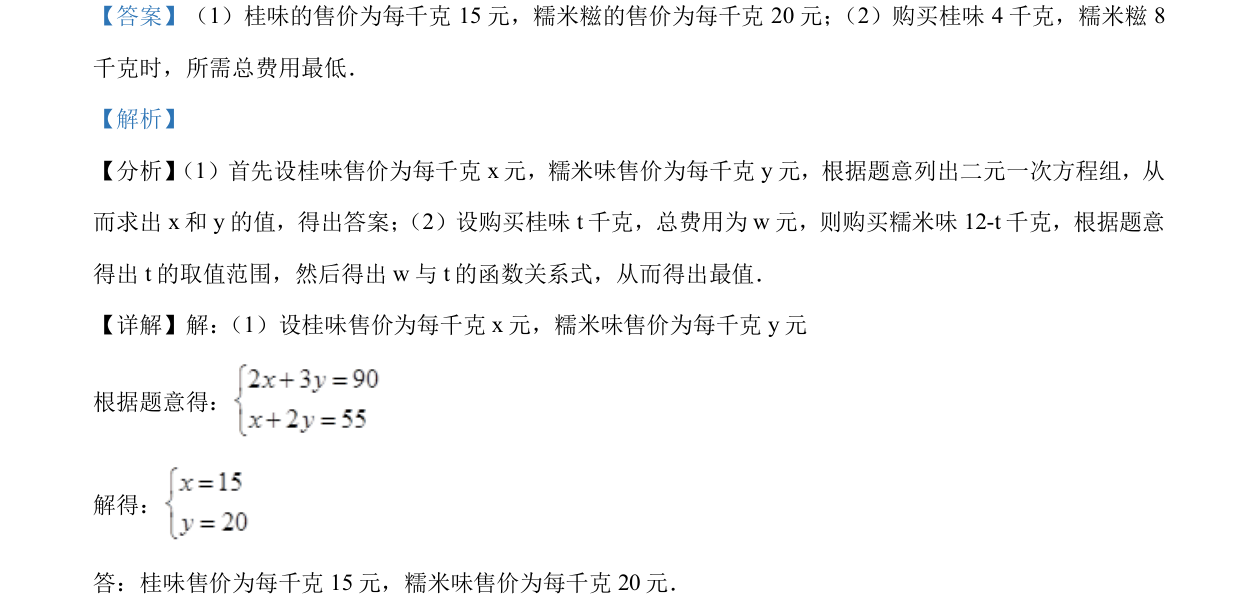 【答案】（1）桂味的售价为每千克 15 元，糯米糍的售价为每千克 20 元；（2）购买桂味 4 千克，糯米糍 8
千克时，所需总费用最低．
【解析】
【分析】（1）首先设桂味售价为每千克 x 元，糯米味售价为每千克 y 元，根据题意列出二元一次方程组，从
而求出 x 和 y 的值，得出答案；（2）设购买桂味 t 千克，总费用为 w 元，则购买糯米味 12-t 千克，根据题意
得出 t 的取值范围，然后得出 w 与 t 的函数关系式，从而得出最值．
【详解】解：（1）设桂味售价为每千克 x 元，糯米味售价为每千克 y 元
根据题意得：
2x+3y=90
x+2y=55
解得：
x=15
y=20
答：桂味售价为每千克 15 元，糯米味售价为每千克 20 元．